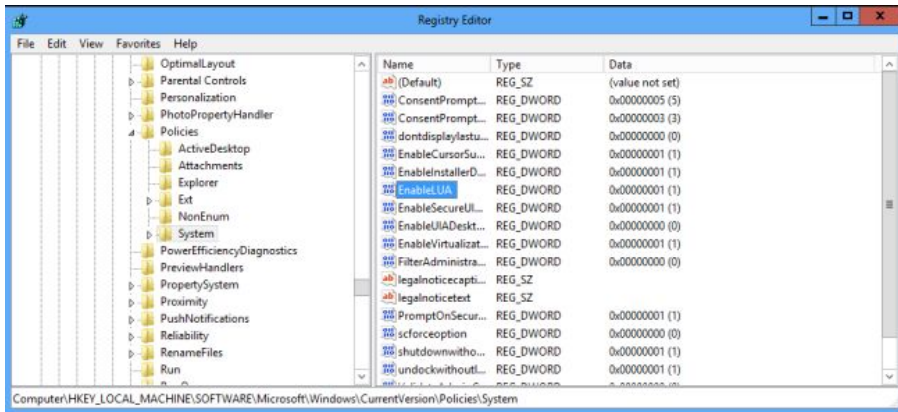 Registry Editor
File Edit View Favorites Help
OptimalLayout
Parental Controls
Personalization
PhotoPropertyHandler
Policies
ActiveDesktop
Attachments
Explorer
Ext
NonEnum
System
PowerEfficiencyDiagnostics
PreviewHandlers
PropertySystem
Proximity
PushNotifications
Reliability
RenameFiles
Run
Name Type Data
(Default) REG_SZ (value not set)
ConsentPrompt... REG_DWORD 0x00000005 (5)
ConsentPrompt... REG_DWORD 0x00000003 (3)
dontdisplaylastu... REG_DWORD 0x00000000 (0)
EnableCursorSu... REG_DWORD 0x00000001 (1)
EnableInstallerD... REG_DWORD 0x00000001 (1)
EnableLUA REG_DWORD 0x00000001 (1)
EnableSecureUI... REG_DWORD 0x00000001 (1)
EnableUIADeskt... REG_DWORD 0x00000000 (0)
EnableVirtualizat... REG_DWORD 0x00000001 (1)
FilterAdministra... REG_DWORD 0x00000000 (0)
legalnoticecapti... REG_SZ
legalnoticetext REG_SZ
PromptOnSecur... REG_DWORD 0x00000001 (1)
scforceoption REG_DWORD 0x00000000 (0)
shutdownwitho... REG_DWORD 0x00000001 (1)
undockwithoutl... REG_DWORD 0x00000001 (1)
Computer\HKEY_LOCAL_MACHINE\SOFTWARE\Microsoft\Windows\CurrentVersion\Policies\System